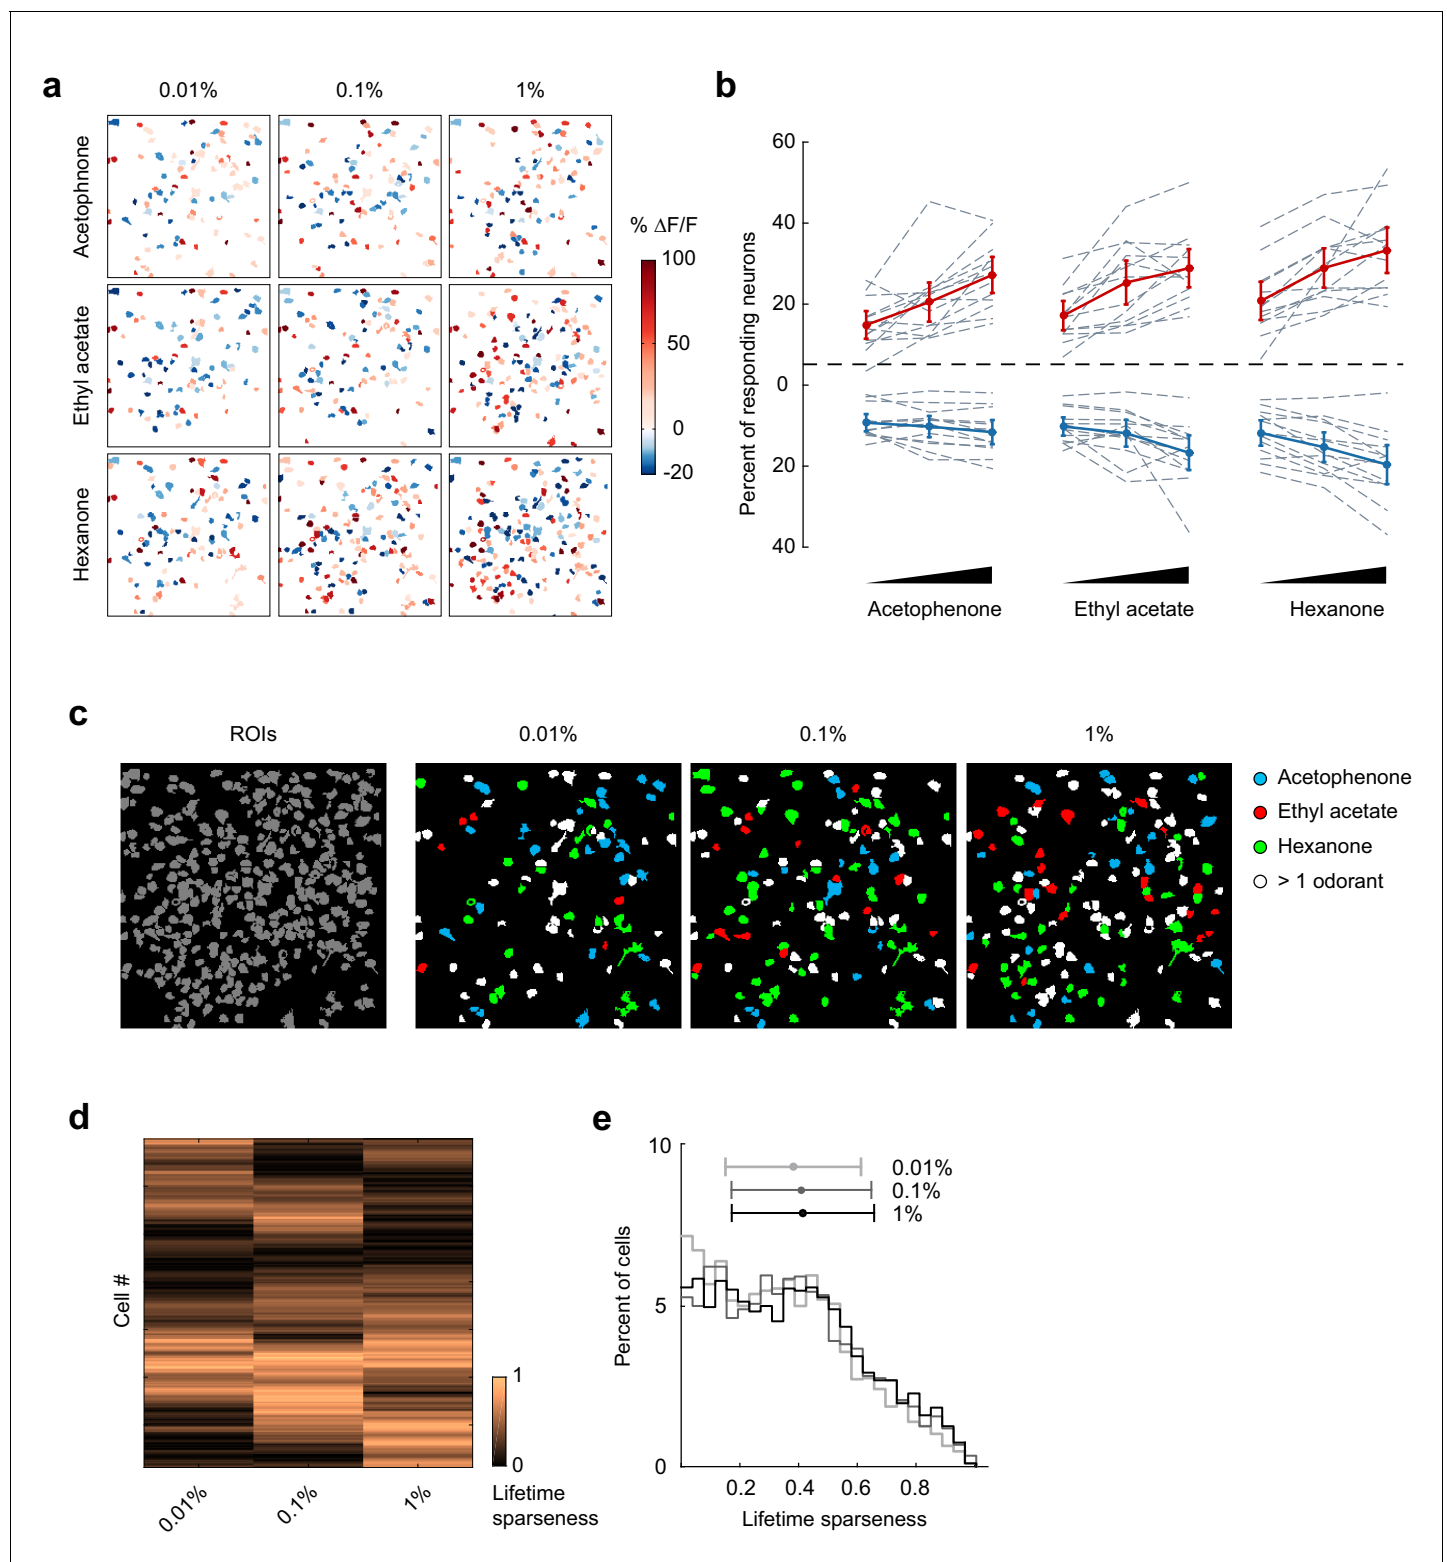 a
0.01% 0.1% 1%
Acetophnone
Ethyl acetate
Hexanone
% ΔF/F
100
50
0
-20
b
Percent of responding neurons
60
40
20
0
20
40
Acetophenone Ethyl acetate Hexanone
c
ROIs 0.01% 0.1% 1%
Acetophenone
Ethyl acetate
Hexanone
> 1 odorant
d
Cell #
0.01% 0.1% 1%
1
0
Lifetime
sparseness
e
Percent of cells
10
5
0
0.01%
0.1%
1%
0.2 0.4 0.6 0.8
Lifetime sparseness